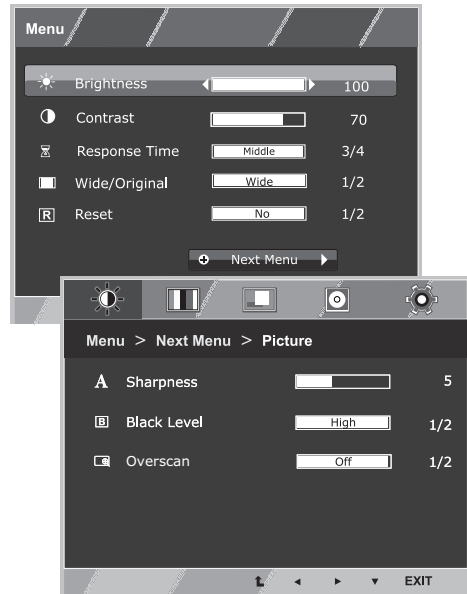 Menu
Brightness 100
Contrast 70
Response Time Middle 3/4
Wide/Original Wide 1/2
R Reset No 1/2
Next Menu
Menu > Next Menu > Picture
A Sharpness 5
B Black Level High 1/2
Overscan Off 1/2
EXIT